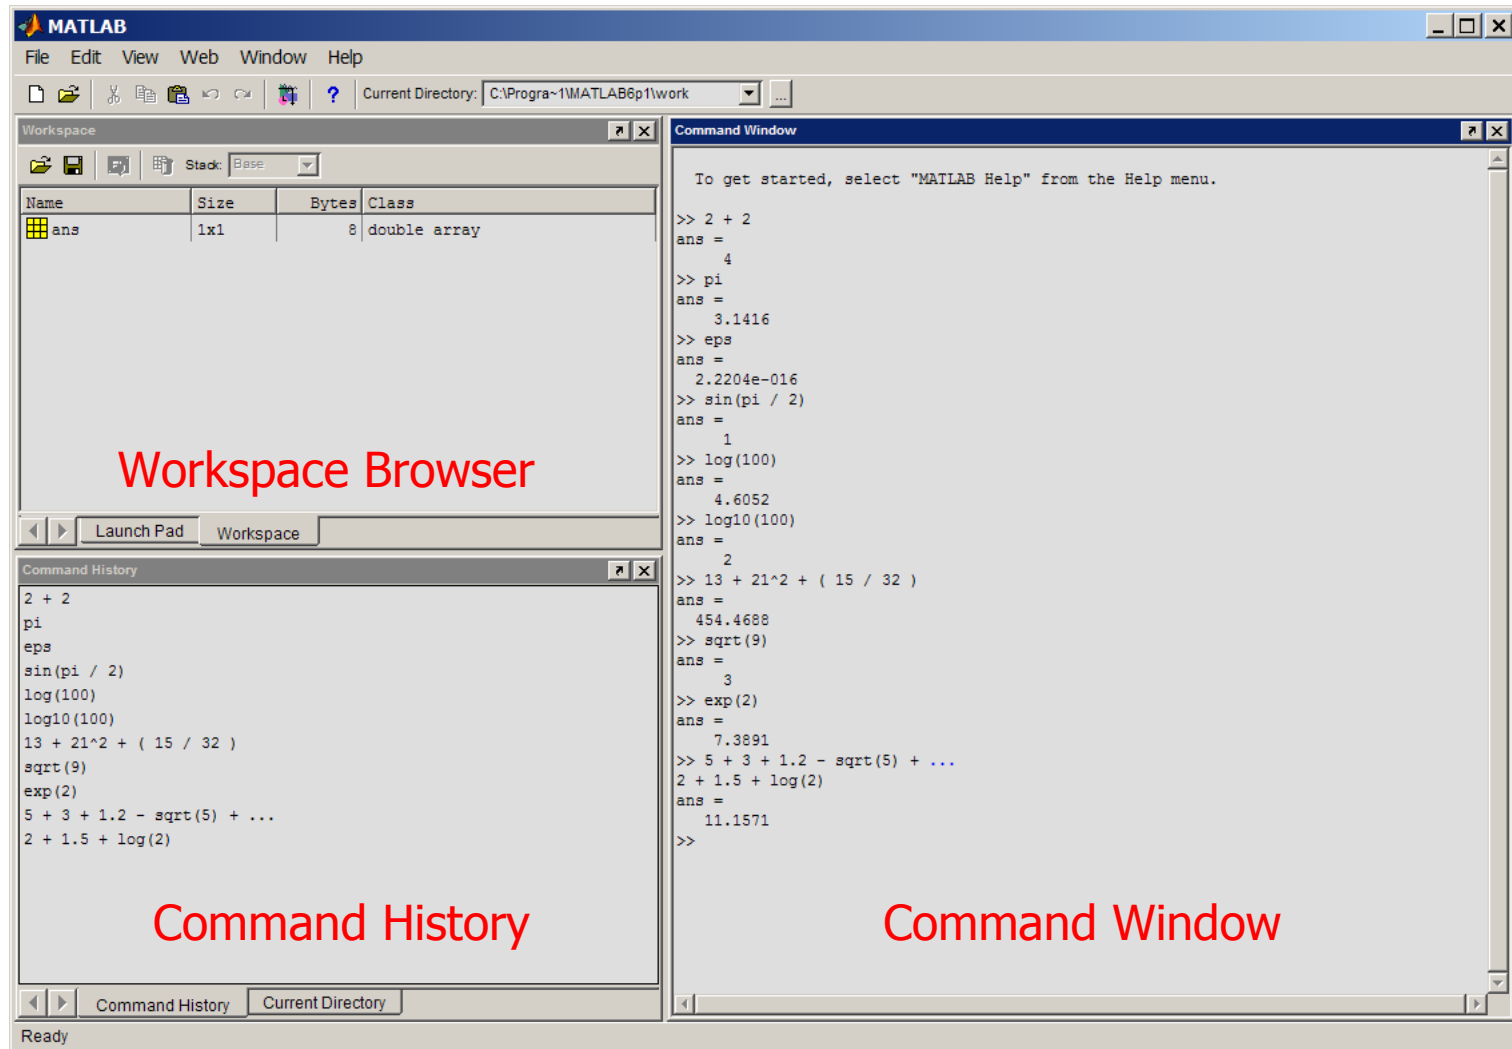 MATLAB
File Edit View Web Window Help
? Current Directory: C:\Progra~1\MATLAB6p1\work ...
Workspace
Stack: Base
Name Size Bytes Class
ans 1x1 8 double array
Workspace Browser
Launch Pad Workspace
Command History
2 + 2
pi
eps
sin(pi / 2)
log(100)
log10(100)
13 + 21^2 + ( 15 / 32 )
sqrt(9)
exp(2)
5 + 3 + 1.2 - sqrt(5) + ...
2 + 1.5 + log(2)
Command History
Command History Current Directory
Command Window
To get started, select "MATLAB Help" from the Help menu.
>> 2 + 2
ans =
4
>> pi
ans =
3.1416
>> eps
ans =
2.2204e-016
>> sin(pi / 2)
ans =
1
>> log(100)
ans =
4.6052
>> log10(100)
ans =
2
>> 13 + 21^2 + ( 15 / 32 )
ans =
454.4688
>> sqrt(9)
ans =
3
>> exp(2)
ans =
7.3891
>> 5 + 3 + 1.2 - sqrt(5) + ...
2 + 1.5 + log(2)
ans =
11.1571
>>
Command Window
Ready